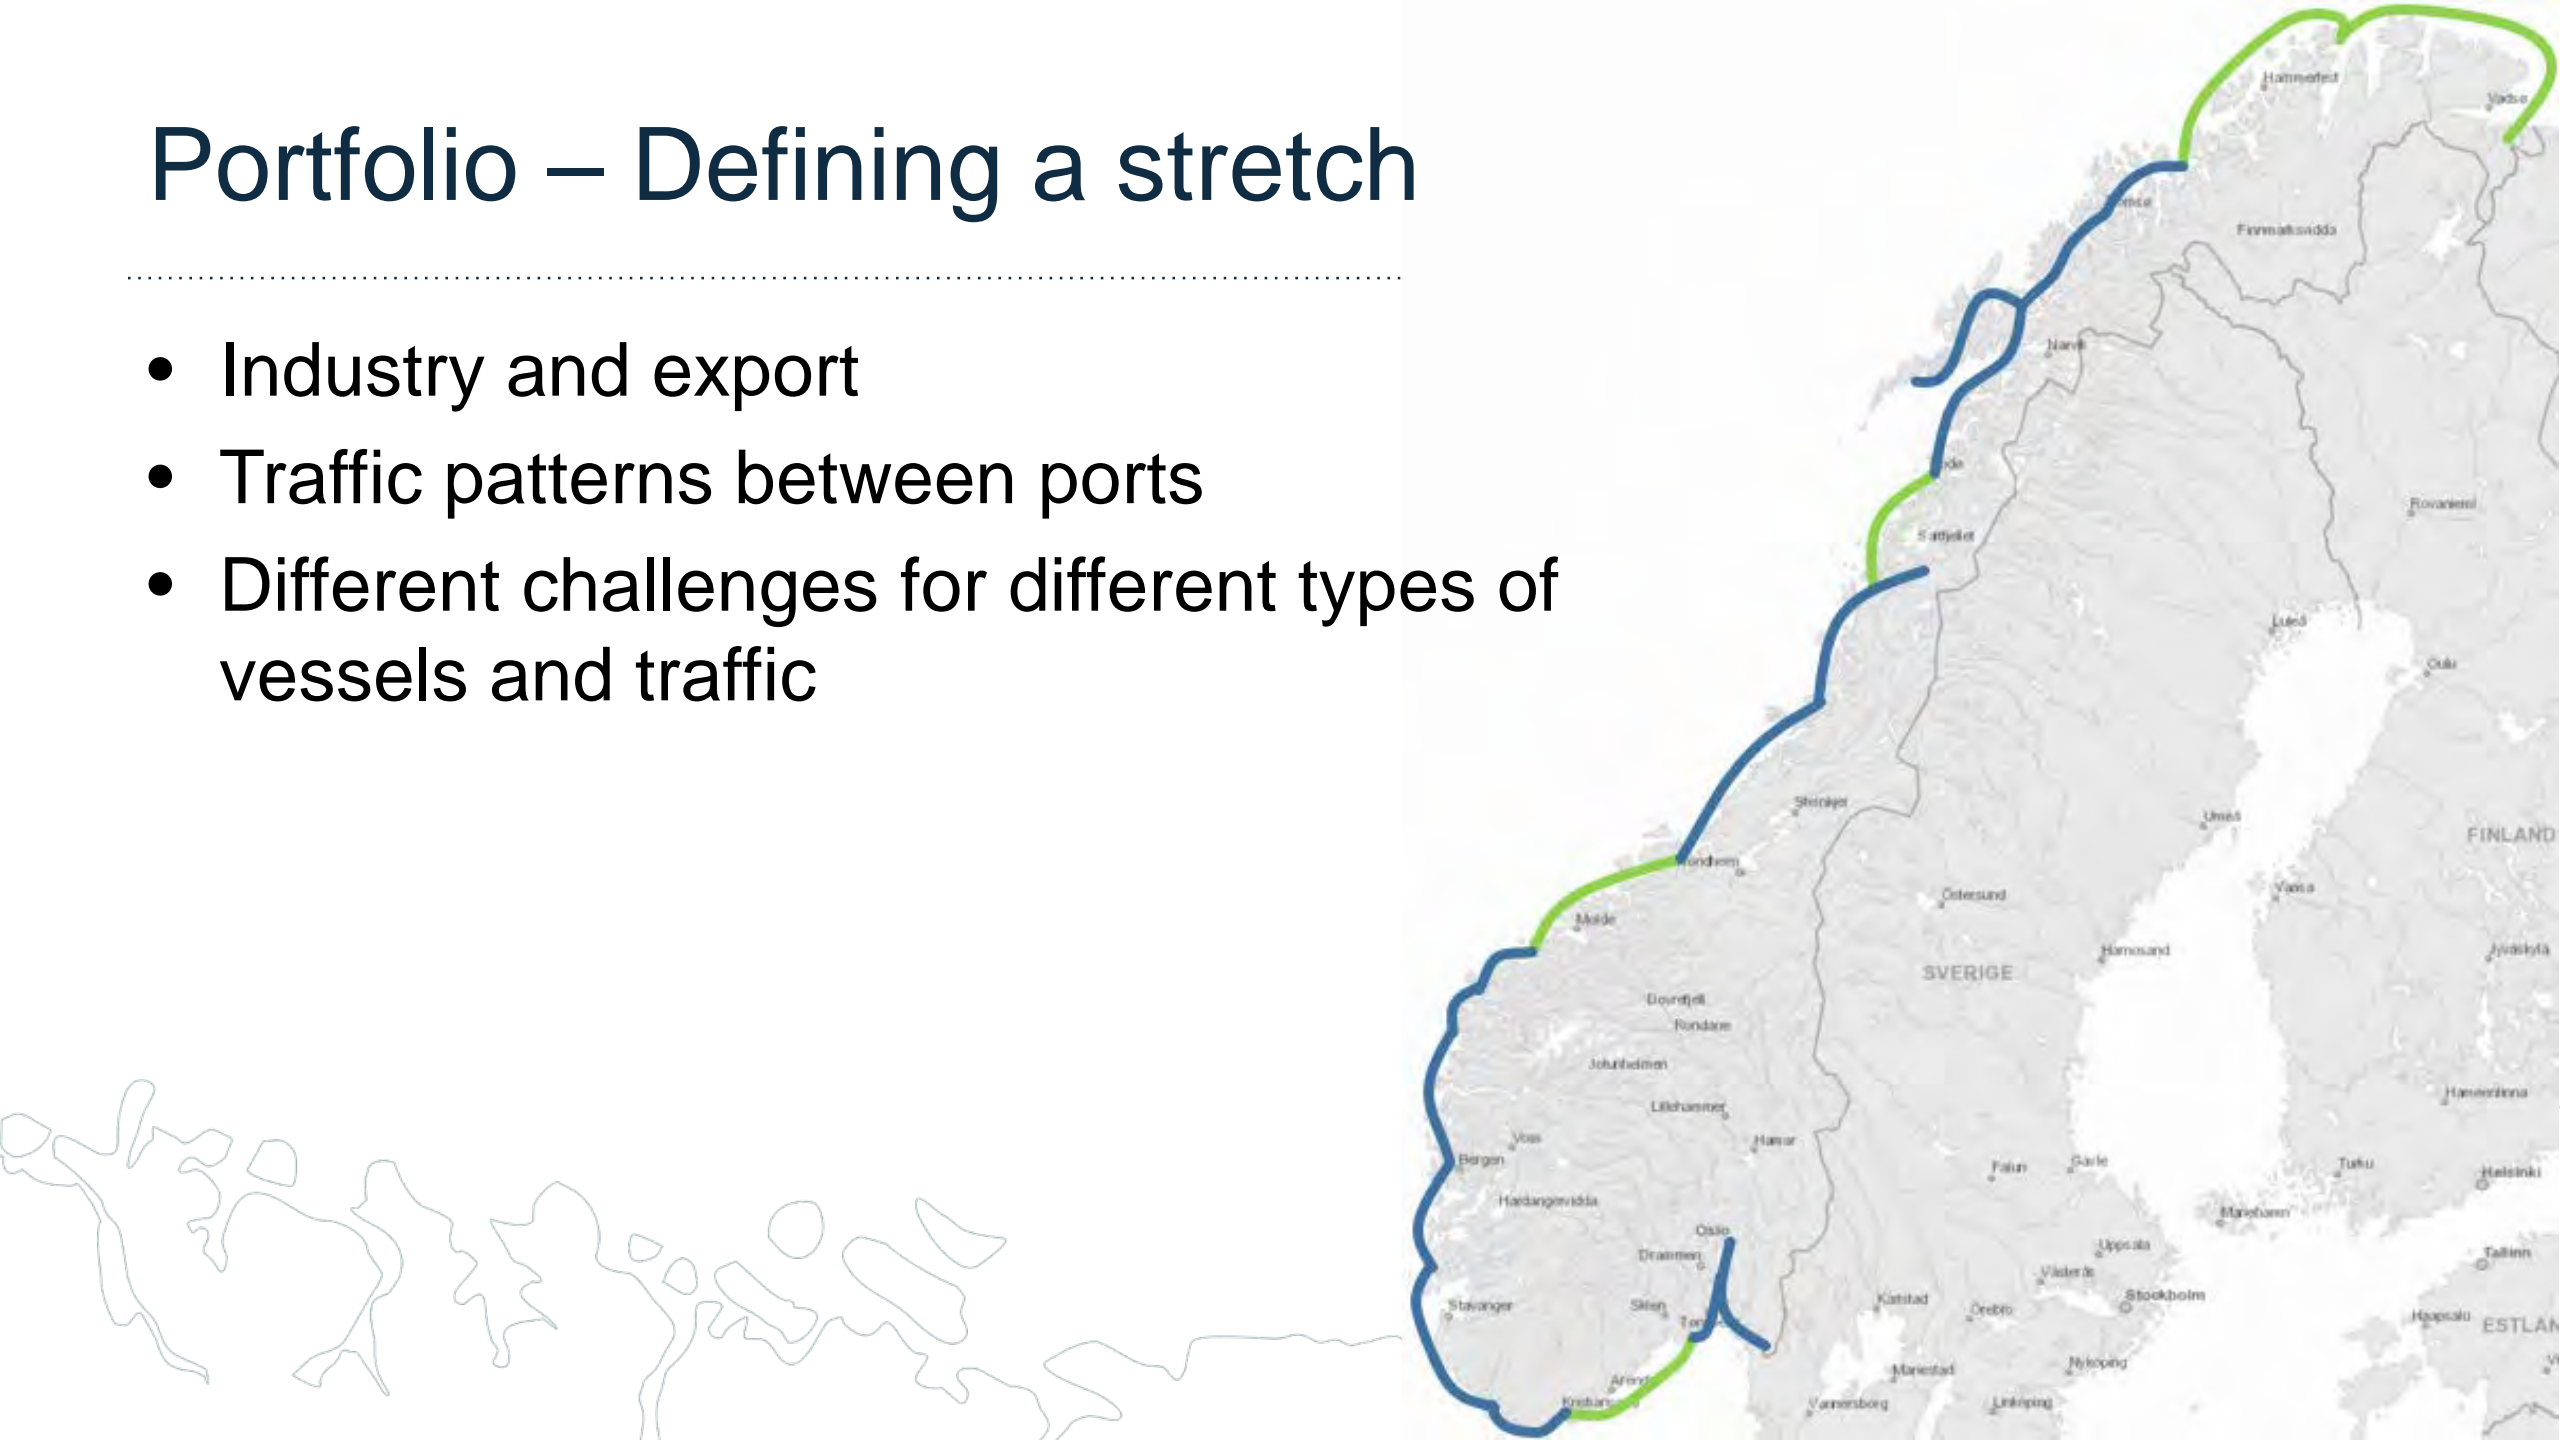 Portfolio – Defining a stretch
• Industry and export
• Traffic patterns between ports
• Different challenges for different types of
vessels and traffic
Hammerfest
Vadsø
Finnmarksvidda
Narvik
Rovaniemi
Saltfjellet
Luleå
Oulu
Steinkjer
Umeå
FINLAND
Vaasa
Östersund
Molde
Härnösand
Jyväskylä
SVERIGE
Dovrefjell
Rondane
Jotunheimen
Hämeenlinna
Lillehammer
Voss
Hamar
Bergen
Falun
Gävle
Turku
Helsinki
Hardangervidda
Mariehamn
Oslo
Drammen
Uppsala
Tallinn
Västerås
Stavanger
Skien
Karlstad
Örebro
Stockholm
Haapsalu
ESTLAN
Mariestad
Nyköping
Vänersborg
Linköping